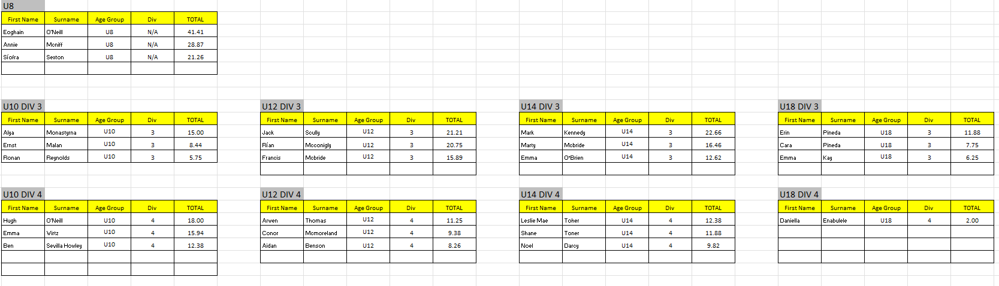 U8
First Name Surname Age Group Div TOTAL
Eoghain O'Neill U8 N/A 41.41
Annie Mcniff U8 N/A 28.87
Síofra Sexton U8 N/A 21.26
U10 DIV 3
First Name Surname Age Group Div TOTAL
Alya Monastyrna U10 3 15.00
Ernst Malan U10 3 8.44
Ronan Reynolds U10 3 5.75
U12 DIV 3
First Name Surname Age Group Div TOTAL
Jack Scully U12 3 21.21
Rían Mcconigly U12 3 20.75
Francis Mcbride U12 3 15.89
U14 DIV 3
First Name Surname Age Group Div TOTAL
Mark Kennedy U14 3 22.66
Marty Mcbride U14 3 16.46
Emma O'Brien U14 3 12.62
U18 DIV 3
First Name Surname Age Group Div TOTAL
Erin Pineda U18 3 11.88
Cara Pineda U18 3 7.75
Emma Kay U18 3 6.25
U10 DIV 4
First Name Surname Age Group Div TOTAL
Hugh O'Neill U10 4 18.00
Emma Wirtz U10 4 15.94
Ben Sevilla Howley U10 4 12.38
U12 DIV 4
First Name Surname Age Group Div TOTAL
Arwen Thomas U12 4 11.25
Conor Mcmoreland U12 4 9.38
Aidan Benson U12 4 8.26
U14 DIV 4
First Name Surname Age Group Div TOTAL
Leslie Mae Toher U14 4 12.38
Shane Toner U14 4 11.88
Noel Darcy U14 4 9.82
U18 DIV 4
First Name Surname Age Group Div TOTAL
Daniella Enabulele U18 4 2.00